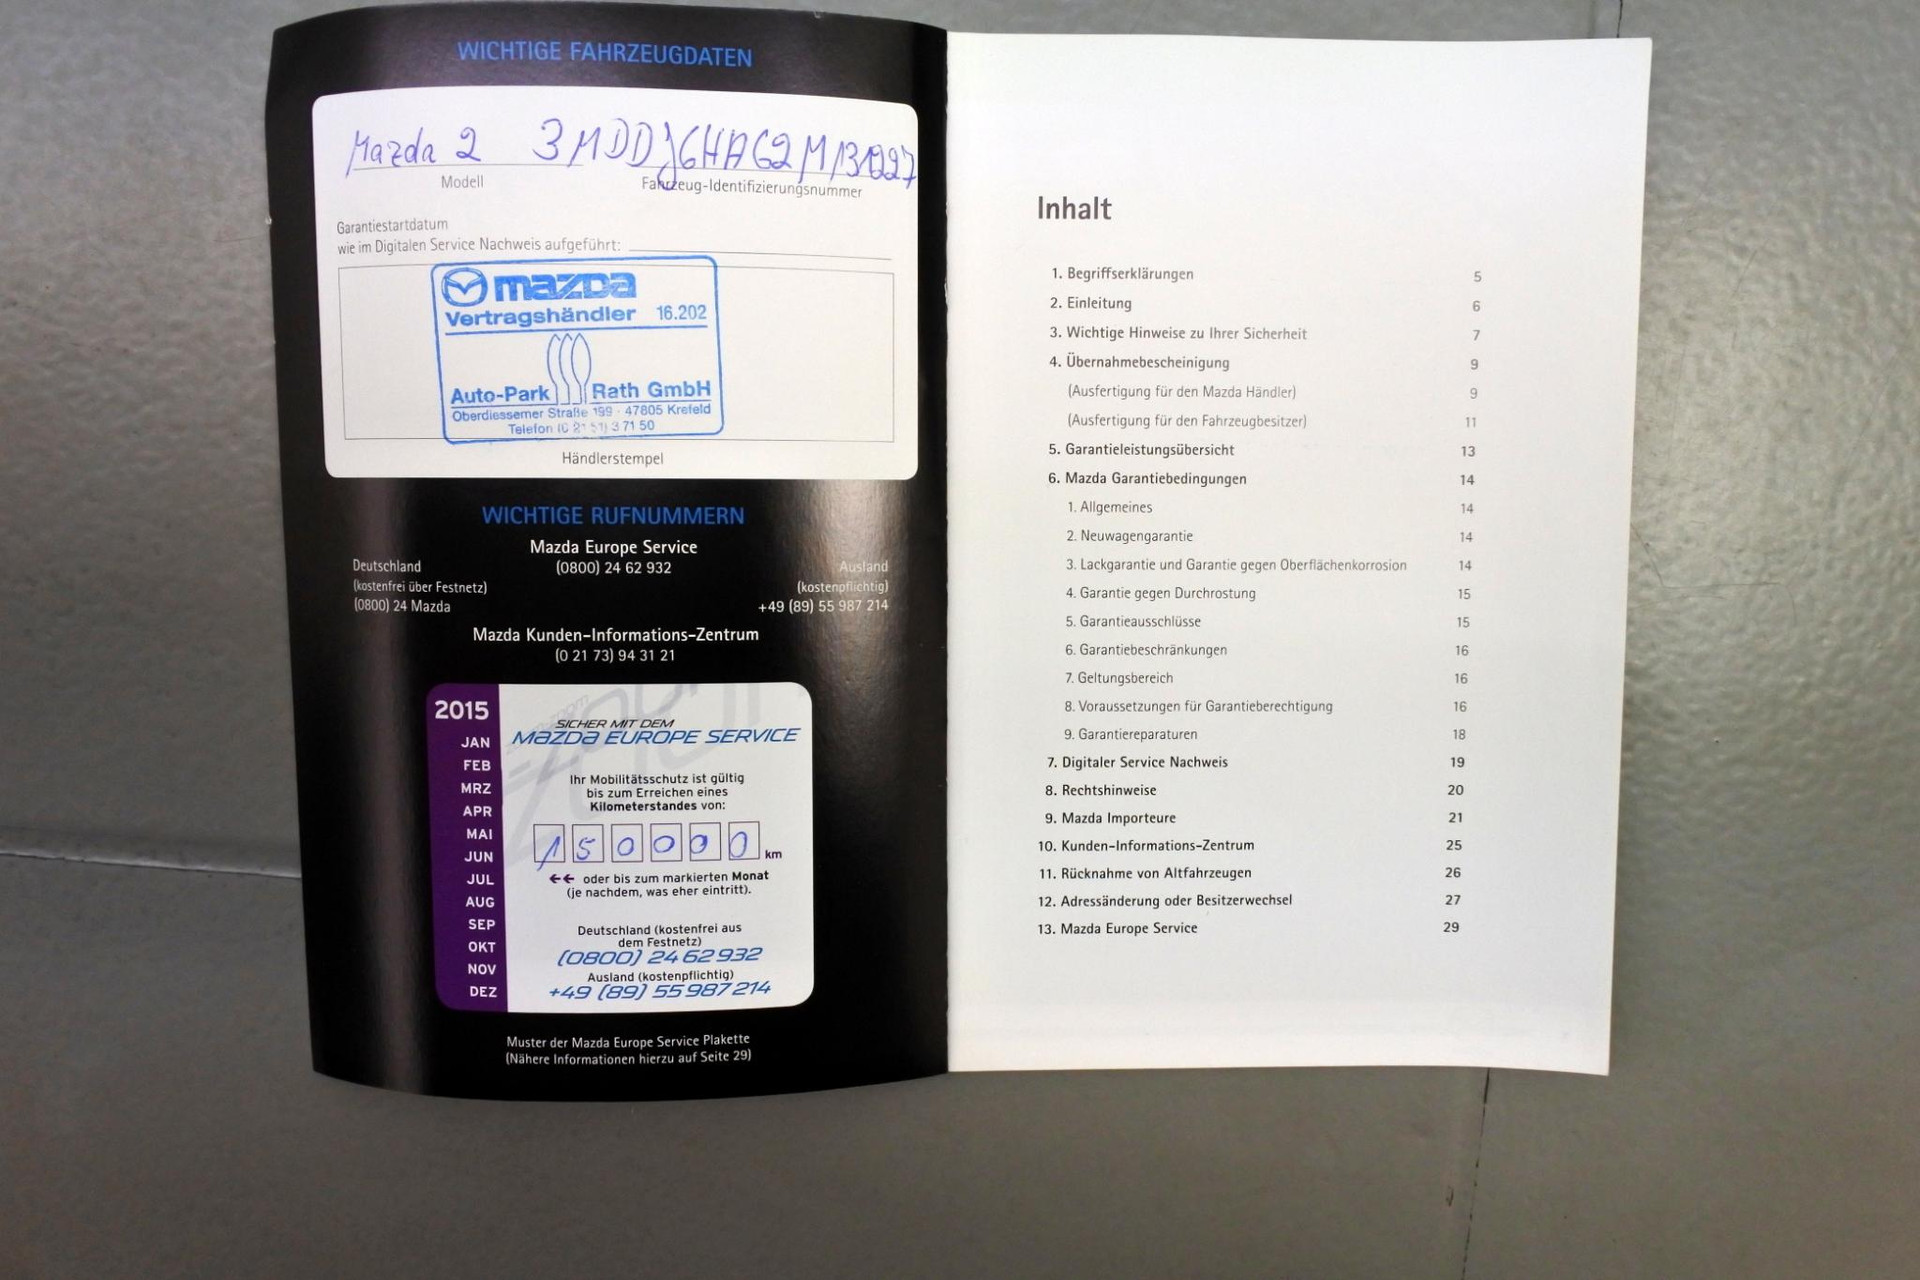 WICHTIGE FAHRZEUGDATEN
Mazda 2
Modell
Fahrzeug-Identifizierungsnummer
Garantiestartdatum
wie im Digitalen Service Nachweis aufgeführt:
mazda
Vertragshändler 16.202
Auto-Park Rath GmbH
Oberdiessemer Straße 199 · 47805 Krefeld
Telefon (0 21 51) 3 71 50
Händlerstempel
WICHTIGE RUFNUMMERN
Mazda Europe Service
(0800) 24 62 932
Deutschland
(kostenfrei über Festnetz)
(0800) 24 Mazda
Ausland
(kostenpflichtig)
+49 (89) 55 987 214
Mazda Kunden-Informations-Zentrum
(0 21 73) 94 31 21
2015
JAN
FEB
MRZ
APR
MAI
JUN
JUL
AUG
SEP
OKT
NOV
DEZ
SICHER MIT DEM
MAZDA EUROPE SERVICE
Ihr Mobilitätsschutz ist gültig
bis zum Erreichen eines
Kilometerstandes von:
150000 km
←← oder bis zum markierten Monat
(je nachdem, was eher eintritt).
Deutschland (kostenfrei aus
dem Festnetz)
(0800) 24 62 932
Ausland (kostenpflichtig)
+49 (89) 55 987 214
Muster der Mazda Europe Service Plakette
(Nähere Informationen hierzu auf Seite 29)
Inhalt
1. Begriffserklärungen 5
2. Einleitung 6
3. Wichtige Hinweise zu Ihrer Sicherheit 7
4. Übernahmebescheinigung 9
(Ausfertigung für den Mazda Händler) 9
(Ausfertigung für den Fahrzeugbesitzer) 11
5. Garantieleistungsübersicht 13
6. Mazda Garantiebedingungen 14
1. Allgemeines 14
2. Neuwagengarantie 14
3. Lackgarantie und Garantie gegen Oberflächenkorrosion 14
4. Garantie gegen Durchrostung 15
5. Garantieausschlüsse 15
6. Garantiebeschränkungen 16
7. Geltungsbereich 16
8. Voraussetzungen für Garantieberechtigung 16
9. Garantiereparaturen 18
7. Digitaler Service Nachweis 19
8. Rechtshinweise 20
9. Mazda Importeure 21
10. Kunden-Informations-Zentrum 25
11. Rücknahme von Altfahrzeugen 26
12. Adressänderung oder Besitzerwechsel 27
13. Mazda Europe Service 29